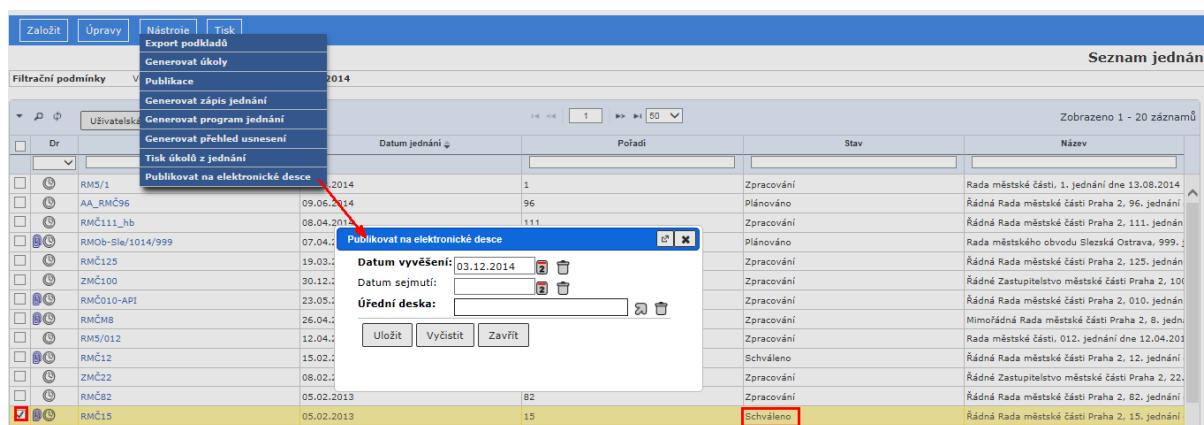 Založit Úpravy Nástroje Tisk
Export podkladů
Generovat úkoly
Publikace
Generovat zápis jednání
Generovat program jednání
Generovat přehled usnesení
Tisk úkolů z jednání
Publikovat na elektronické desce
Seznam jednán
Filtrační podmínky V 2014
Uživatelsk 1 50 Zobrazeno 1 - 20 záznamů
Dr Datum jednání Pořadí Stav Název
RM5/1 .2014 1 Zpracování Rada městské části, 1. jednání dne 13.08.2014
AA_RMČ96 09.06.2014 96 Plánováno Řádná Rada městské části Praha 2, 96. jednání
RMČ111_hb 08.04.2014 111 Zpracování Řádná Rada městské části Praha 2, 111. jednán
RMOb-Sle/1014/999 07.04.2 Plánováno Rada městského obvodu Slezská Ostrava, 999. j
RMČ125 19.03.2 Zpracování Řádná Rada městské části Praha 2, 125. jednán
ZMČ100 30.12.2 Zpracování Řádné Zastupitelstvo městské části Praha 2, 100
RMČ010-API 23.05.2 Zpracování Řádná Rada městské části Praha 2, 010. jednán
RMČM8 26.04.2 Zpracování Mimořádná Rada městské části Praha 2, 8. jedn
RM5/012 12.04.2 Zpracování Rada městské části, 012. jednání dne 12.04.201
RMČ12 15.02.2 Schváleno Řádná Rada městské části Praha 2, 12. jednání
ZMČ22 08.02.2 Zpracování Řádné Zastupitelstvo městské části Praha 2, 22.
RMČ82 05.02.2013 82 Zpracování Řádná Rada městské části Praha 2, 82. jednání
RMČ15 05.02.2013 15 Schváleno Řádná Rada městské části Praha 2, 15. jednání
Publikovat na elektronické desce
Datum vyvěšení: 03.12.2014
Datum sejmutí:
Úřední deska:
Uložit Vyčistit Zavřít